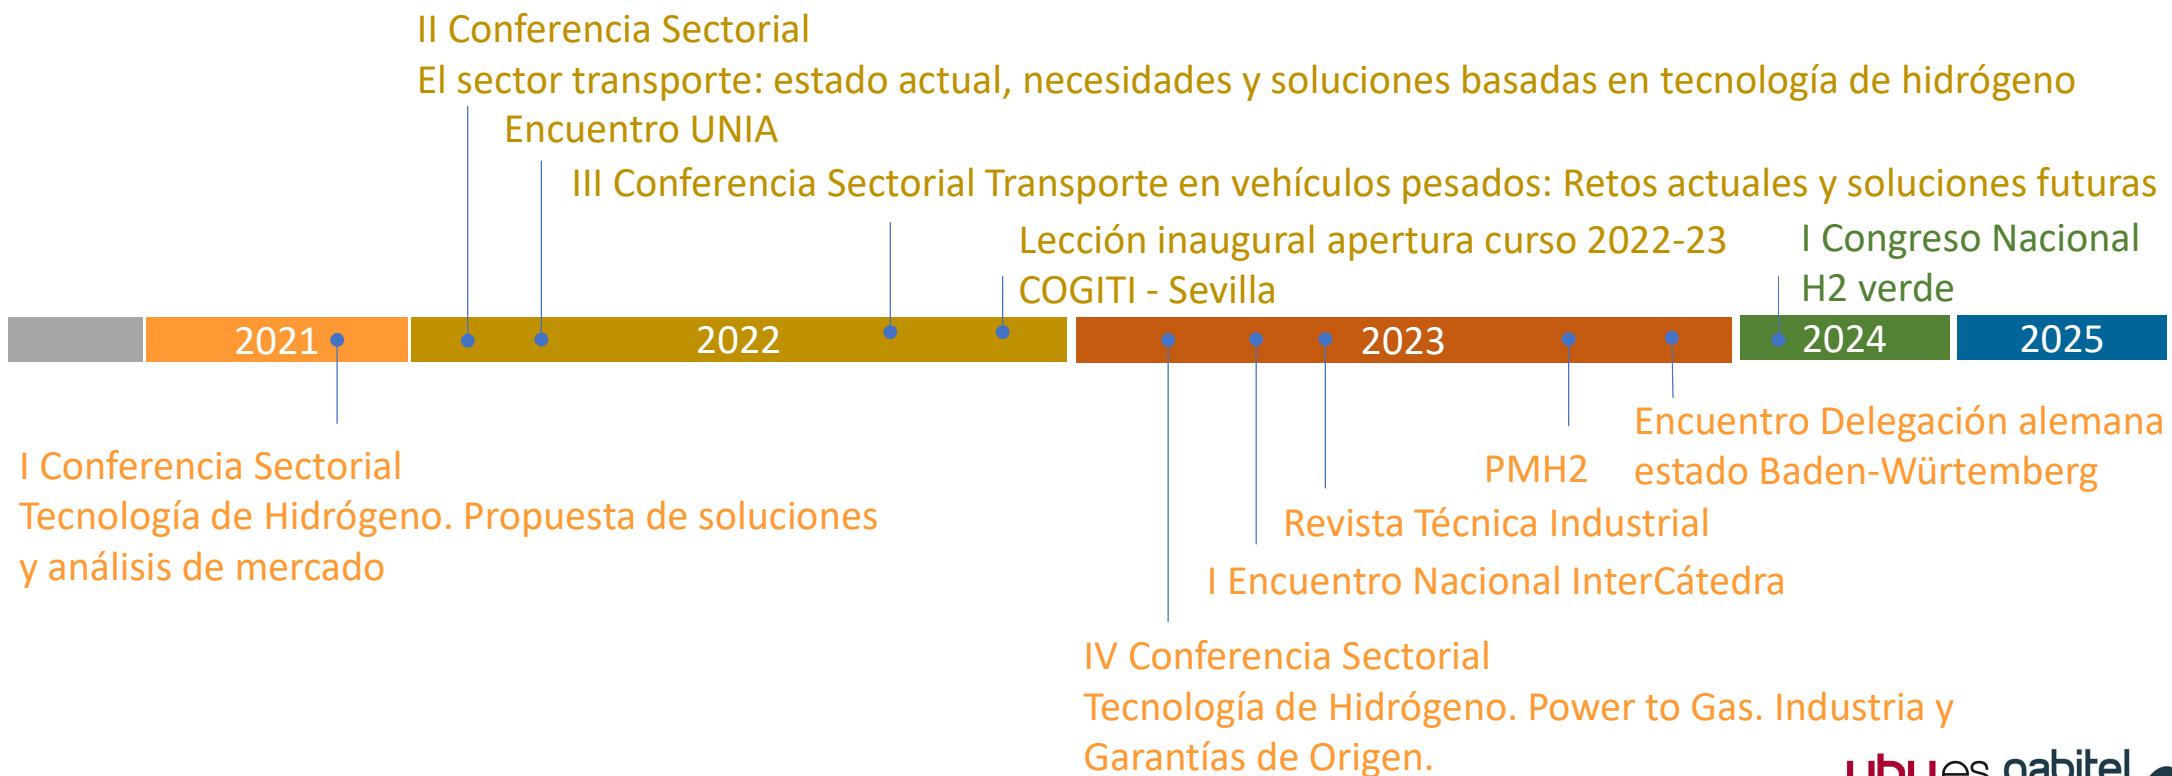 II Conferencia Sectorial
El sector transporte: estado actual, necesidades y soluciones basadas en tecnología de hidrógeno
Encuentro UNIA
III Conferencia Sectorial Transporte en vehículos pesados: Retos actuales y soluciones futuras
Lección inaugural apertura curso 2022-23
COGITI - Sevilla
I Congreso Nacional
H2 verde
2021
2022
2023
2024
2025
I Conferencia Sectorial
Tecnología de Hidrógeno. Propuesta de soluciones
y análisis de mercado
Encuentro Delegación alemana
estado Baden-Würtemberg
PMH2
Revista Técnica Industrial
I Encuentro Nacional InterCátedra
IV Conferencia Sectorial
Tecnología de Hidrógeno. Power to Gas. Industria y
Garantías de Origen.
ubu.es gabitel